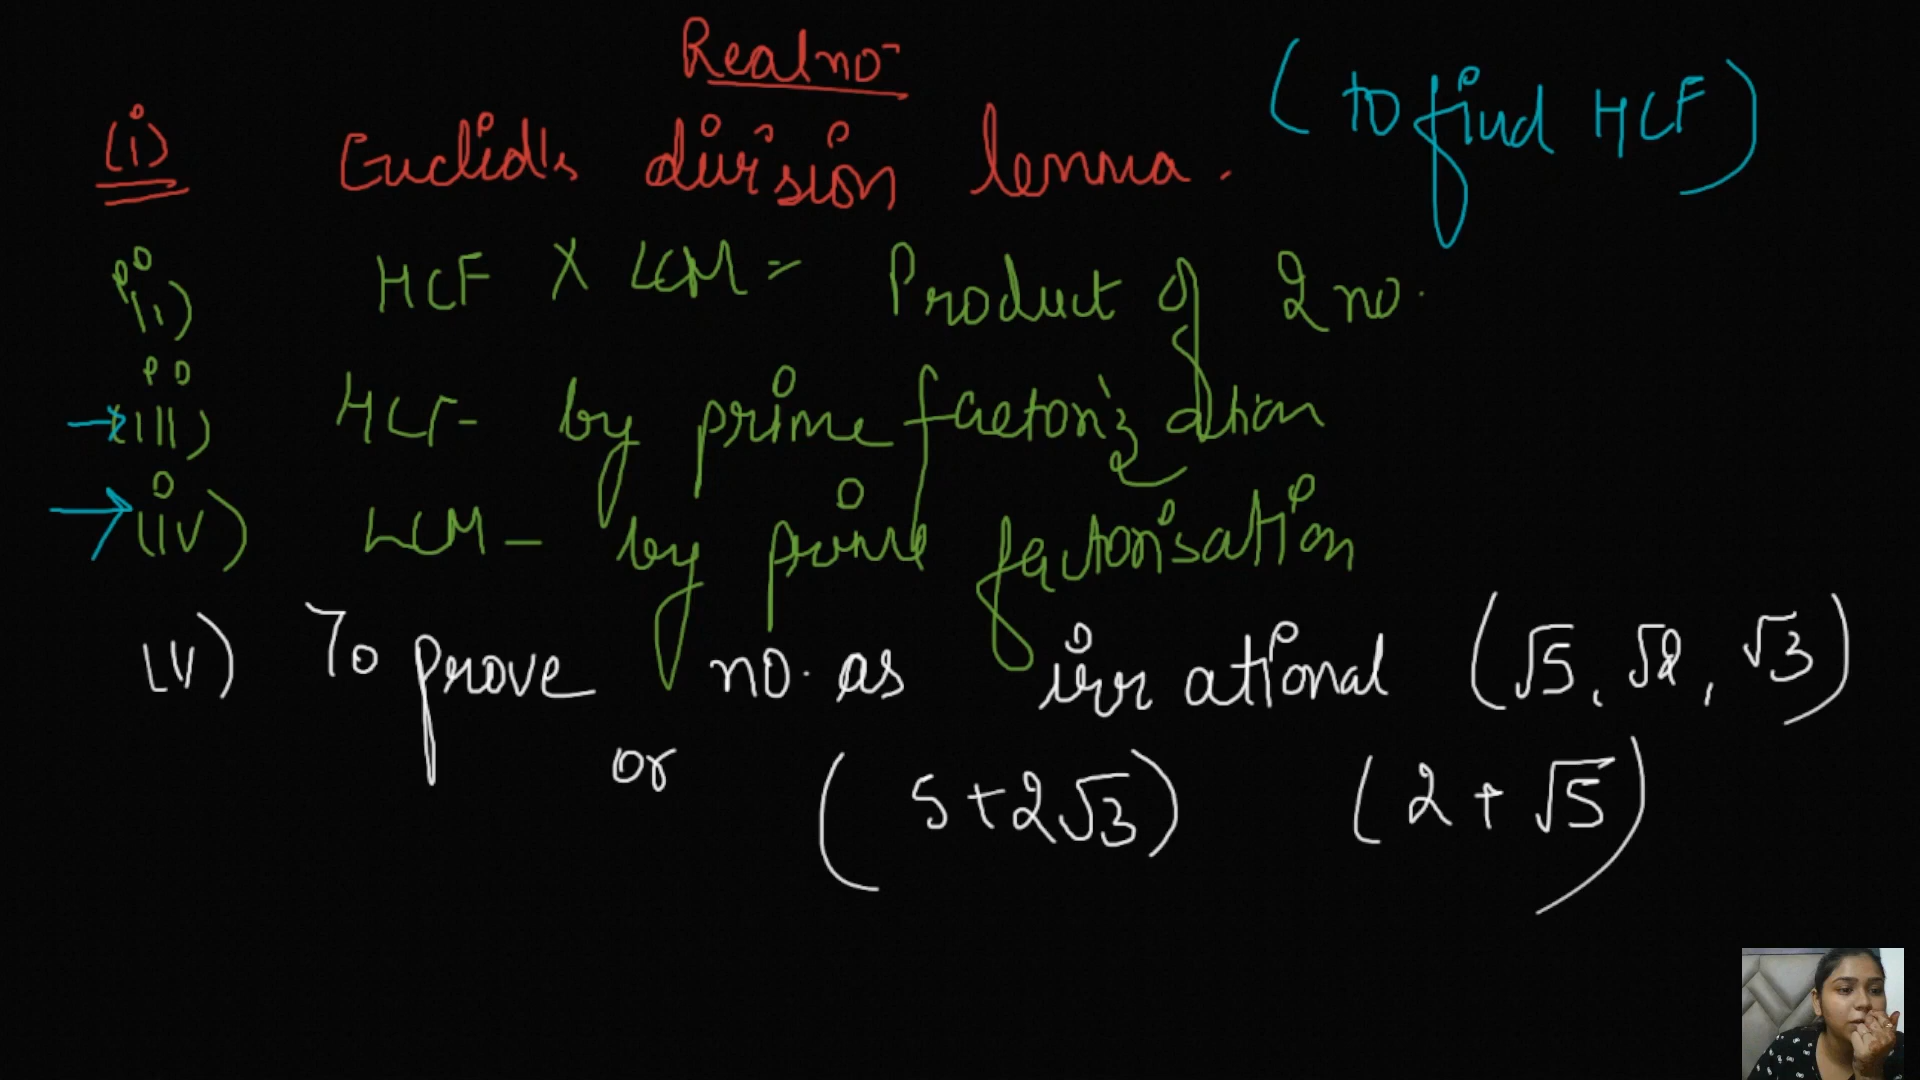 Real no
(i) Euclid's division lemma. (to find HCF)
ii) HCF X LCM = Product of 2 no.
(iii) HCF - by prime factorization
(iv) LCM - by prime factorisation
(v) To prove no. as irrational (√5, √2, √3)
or (5+2√3) (2+√5)